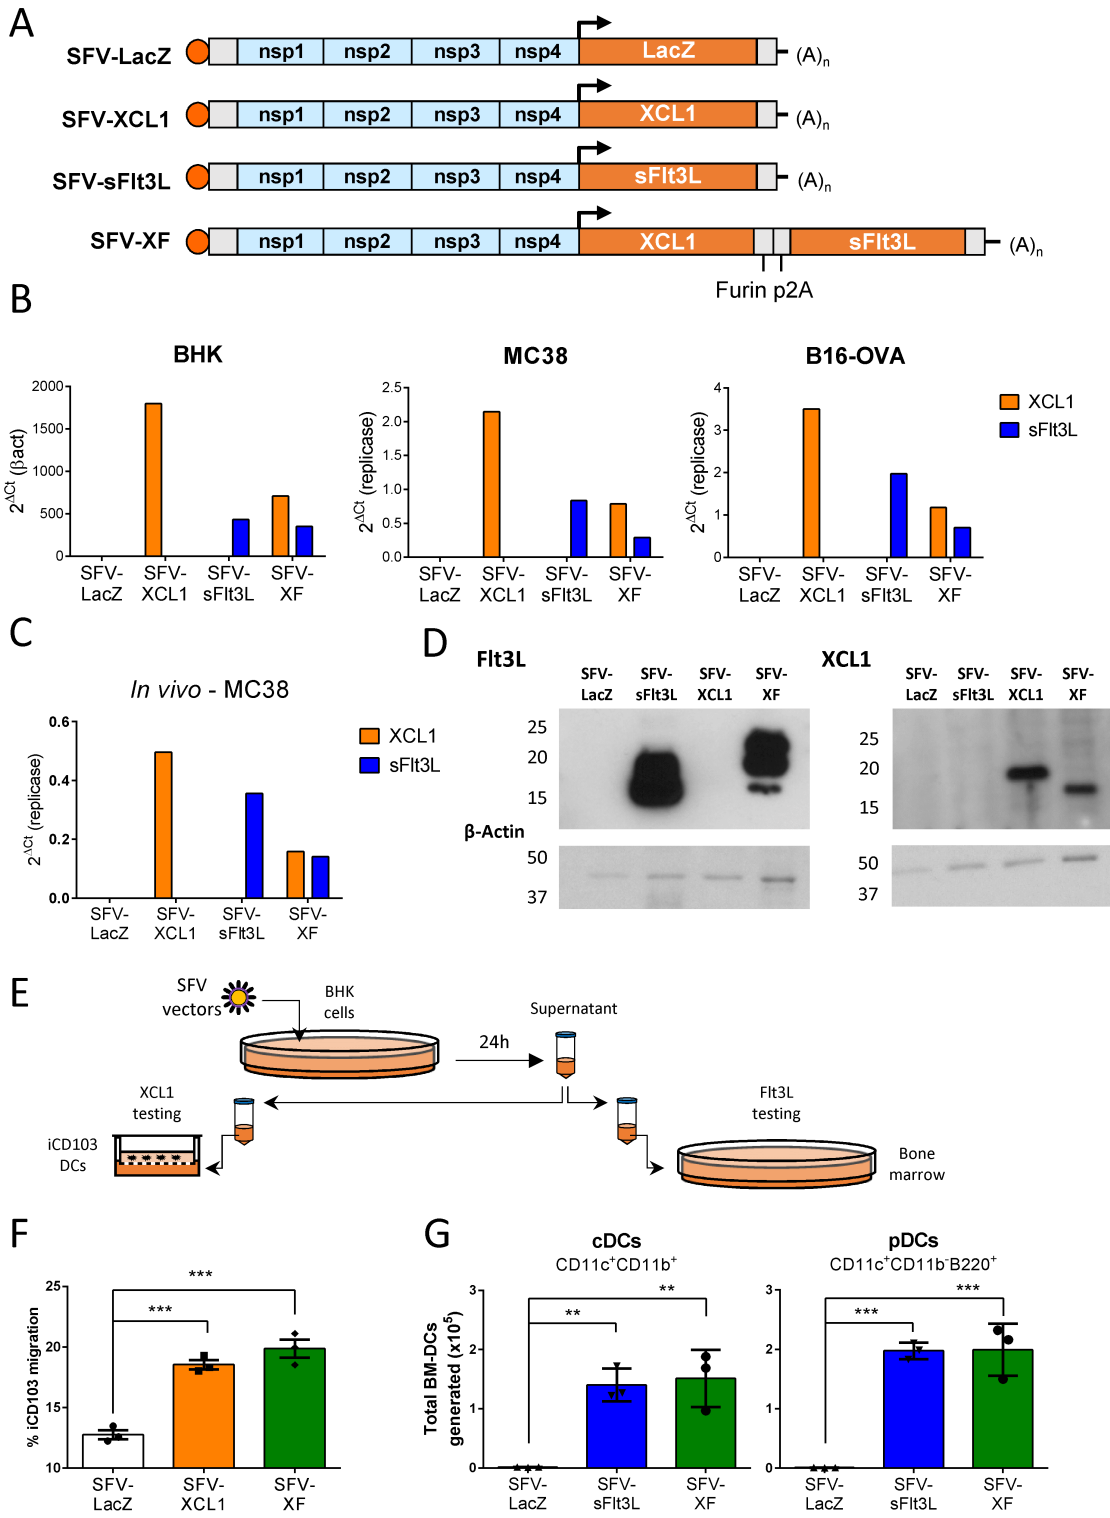 A
SFV-LacZ nsp1 nsp2 nsp3 nsp4 LacZ (A)n
SFV-XCL1 nsp1 nsp2 nsp3 nsp4 XCL1 (A)n
SFV-sFlt3L nsp1 nsp2 nsp3 nsp4 sFlt3L (A)n
SFV-XF nsp1 nsp2 nsp3 nsp4 XCL1 sFlt3L (A)n
Furin p2A
B
BHK
2^ΔCt (βact)
2000
1500
1000
500
0
SFV- SFV- SFV- SFV-
LacZ XCL1 sFlt3L XF
MC38
2^ΔCt (replicase)
2.5
2.0
1.5
1.0
0.5
0.0
SFV- SFV- SFV- SFV-
LacZ XCL1 sFlt3L XF
B16-OVA
2^ΔCt (replicase)
4
3
2
1
0
SFV- SFV- SFV- SFV-
LacZ XCL1 sFlt3L XF
XCL1
sFlt3L
C
In vivo - MC38
2^ΔCt (replicase)
0.6
0.4
0.2
0.0
SFV- SFV- SFV- SFV-
LacZ XCL1 sFlt3L XF
XCL1
sFlt3L
D
Flt3L
SFV- SFV- SFV- SFV-
LacZ sFlt3L XCL1 XF
25
20
15
β-Actin
50
37
XCL1
SFV- SFV- SFV- SFV-
LacZ sFlt3L XCL1 XF
25
20
15
50
37
E
SFV
vectors
BHK
cells
24h
Supernatant
XCL1
testing
iCD103
DCs
Flt3L
testing
Bone
marrow
F
% iCD103 migration
25
20
15
10
***
***
SFV- SFV- SFV-
LacZ XCL1 XF
G
cDCs
CD11c+CD11b+
Total BM-DCs
generated (x10^5)
3
2
1
0
**
**
SFV- SFV- SFV-
LacZ sFlt3L XF
pDCs
CD11c+CD11b-B220+
3
2
1
0
***
***
SFV- SFV- SFV-
LacZ sFlt3L XF